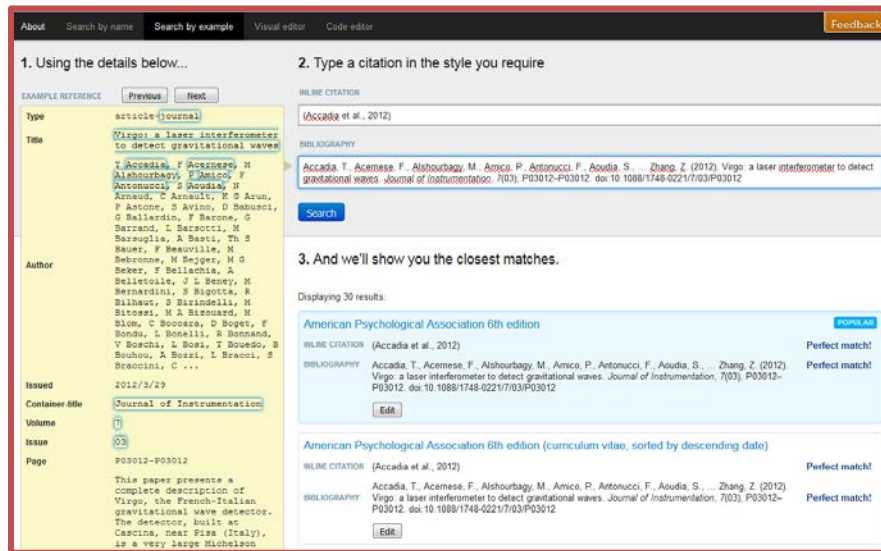 About Search by name Search by example Visual editor Code editor Feedback
1. Using the details below...
EXAMPLE REFERENCE Previous Next
Type article-journal
Title Virgo: a laser interferometer
to detect gravitational waves
Author
T Accadia, F Acernese, M
Alshourbagy, P Amico, F
Antonucci, S Aoudia, N
Arnaud, C Arnault, K G Arun,
P Astone, S Avino, D Babusci,
G Ballardin, F Barone, G
Barrand, L Barsotti, M
Barsuglia, A Basti, Th S
Bauer, F Beauville, M
Bebronne, M Bejger, M G
Beker, F Bellachia, A
Belletoile, J L Beney, M
Bernardini, S Bigotta, R
Bilhaut, S Birindelli, M
Bitossi, M A Bizouard, M
Blom, C Boccara, D Boget, F
Bondu, L Bonelli, R Bonnand,
V Boschi, L Bosi, T Bouedo, B
Bouhou, A Bozzi, L Bracci, S
Braccini, C ...
Issued 2012/3/29
Container-title Journal of Instrumentation
Volume 7
Issue 03
Page P03012-P03012
This paper presents a
complete description of
Virgo, the French-Italian
gravitational wave detector.
The detector, built at
Cascina, near Pisa (Italy),
is a very large Michelson
2. Type a citation in the style you require
INLINE CITATION
(Accadia et al., 2012)
BIBLIOGRAPHY
Accadia, T., Acernese, F., Alshourbagy, M., Amico, P., Antonucci, F., Aoudia, S., ... Zhang, Z. (2012). Virgo: a laser interferometer to detect
gravitational waves. Journal of Instrumentation, 7(03), P03012–P03012. doi:10.1088/1748-0221/7/03/P03012
Search
3. And we'll show you the closest matches.
Displaying 30 results:
American Psychological Association 6th edition POPULAR
INLINE CITATION (Accadia et al., 2012) Perfect match!
BIBLIOGRAPHY Accadia, T., Acernese, F., Alshourbagy, M., Amico, P., Antonucci, F., Aoudia, S., ... Zhang, Z. (2012). Perfect match!
Virgo: a laser interferometer to detect gravitational waves. Journal of Instrumentation, 7(03), P03012–
P03012. doi:10.1088/1748-0221/7/03/P03012
Edit
American Psychological Association 6th edition (curriculum vitae, sorted by descending date)
INLINE CITATION (Accadia et al., 2012) Perfect match!
BIBLIOGRAPHY Accadia, T., Acernese, F., Alshourbagy, M., Amico, P., Antonucci, F., Aoudia, S., ... Zhang, Z. (2012). Perfect match!
Virgo: a laser interferometer to detect gravitational waves. Journal of Instrumentation, 7(03), P03012–
P03012. doi:10.1088/1748-0221/7/03/P03012
Edit